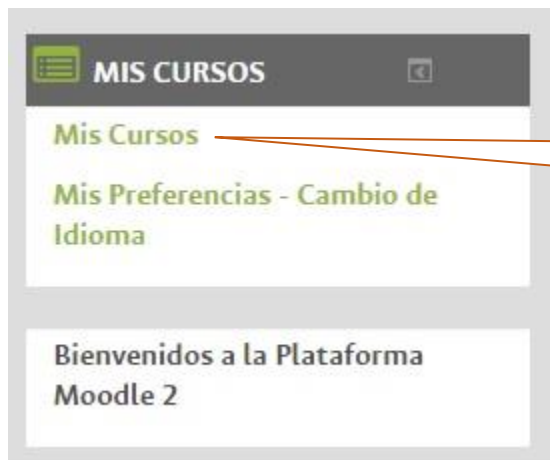 MIS CURSOS
Mis Cursos
Mis Preferencias - Cambio de
Idioma
Bienvenidos a la Plataforma
Moodle 2